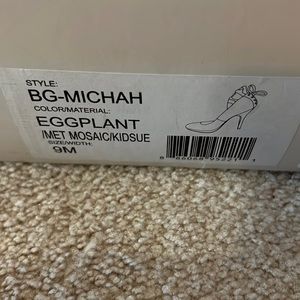 STYLE:
BG-MICHAH
COLOR/MATERIAL:
EGGPLANT
/MET MOSAIC/KIDSUE
SIZE/WIDTH:
9M